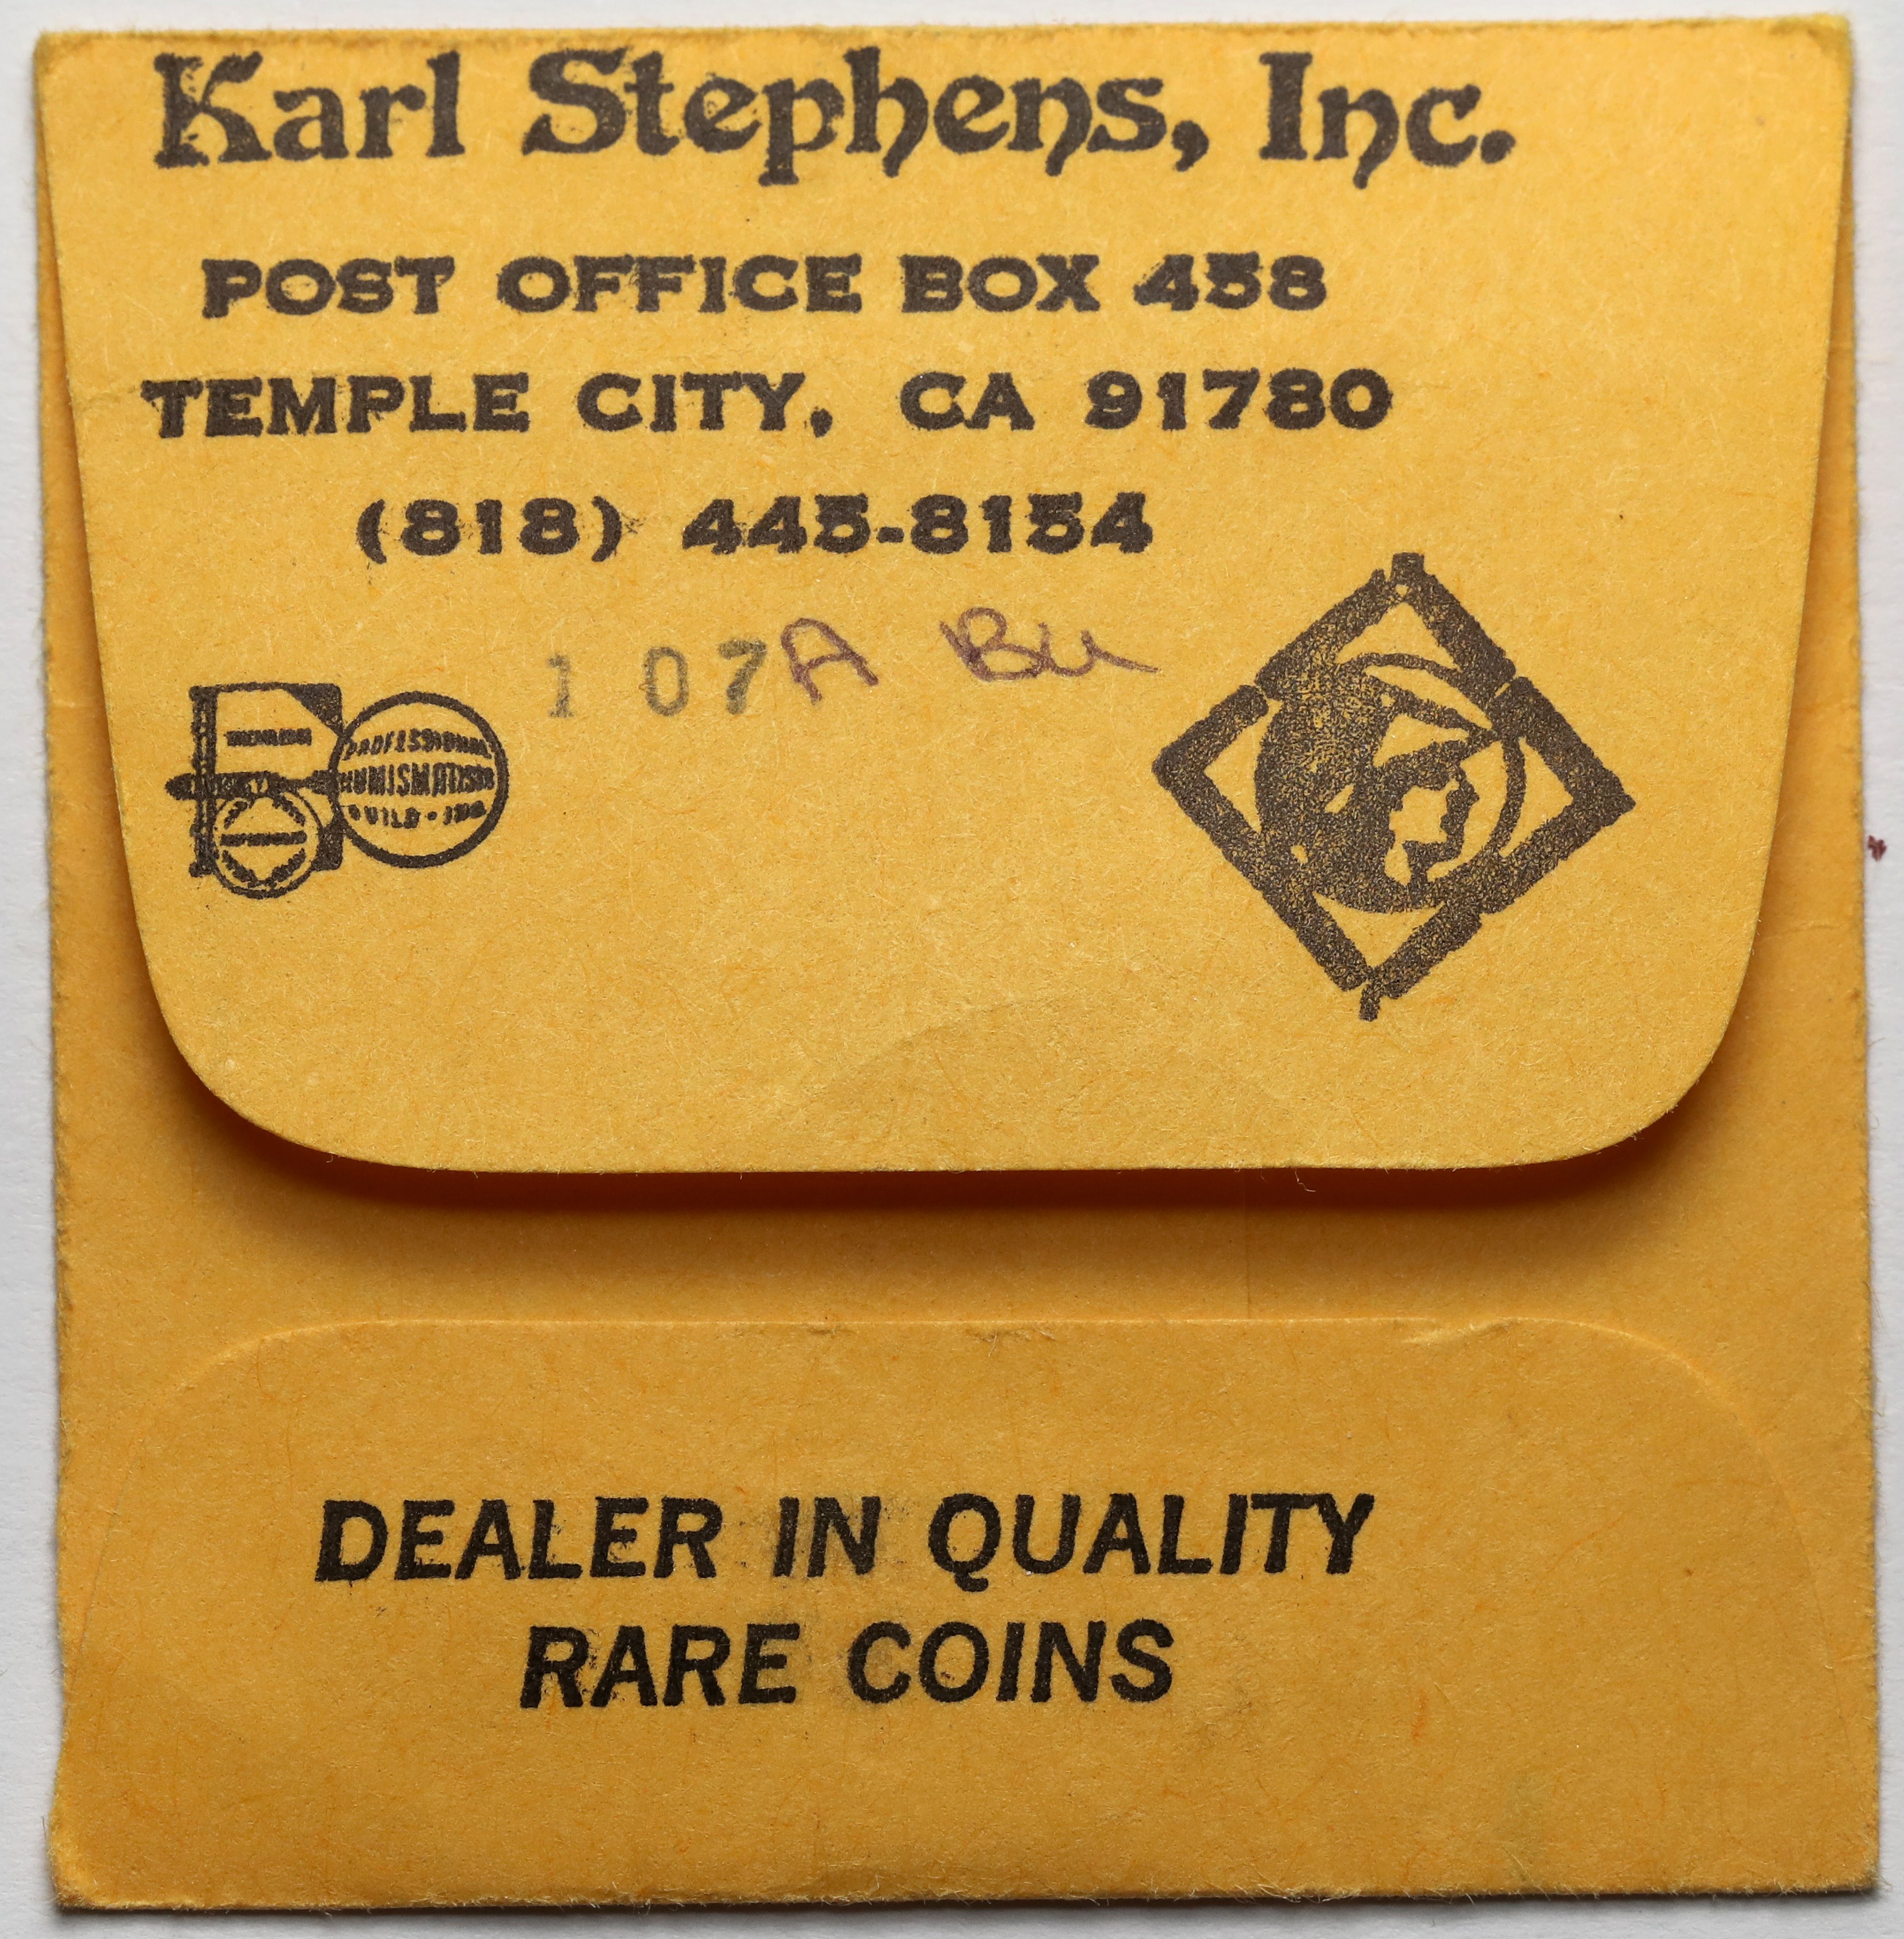 Karl Stephens, Inc.
POST OFFICE BOX 458
TEMPLE CITY, CA 91780
(818) 445-8154
107A Bu
PROFESSIONAL
NUMISMATISTS
GUILD · INC
DEALER IN QUALITY
RARE COINS